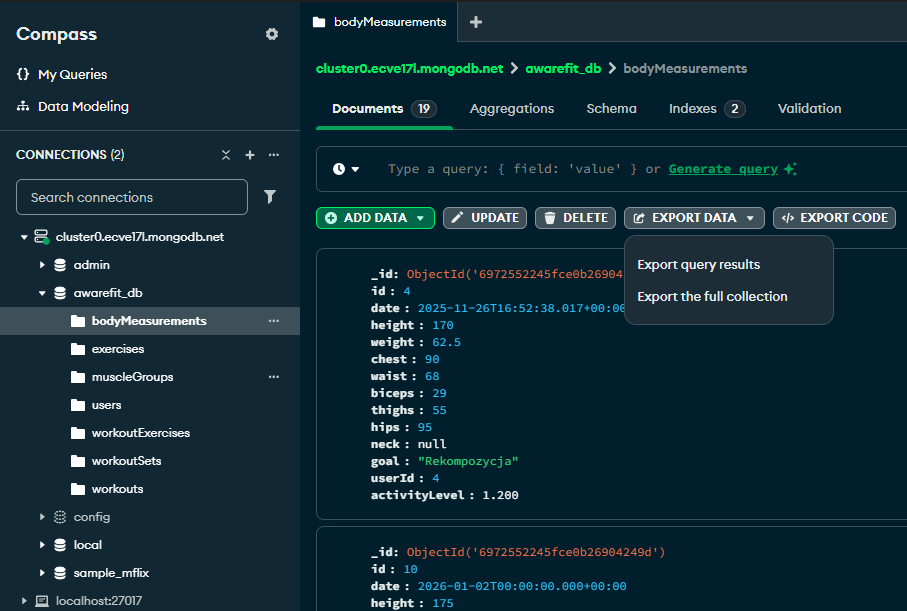 Compass
My Queries
Data Modeling
CONNECTIONS (2)
Search connections
cluster0.ecve17l.mongodb.net
admin
awarefit_db
bodyMeasurements
exercises
muscleGroups
users
workoutExercises
workoutSets
workouts
config
local
sample_mflix
localhost:27017
bodyMeasurements
cluster0.ecve17l.mongodb.net > awarefit_db > bodyMeasurements
Documents 19 Aggregations Schema Indexes 2 Validation
Type a query: { field: 'value' } or Generate query
ADD DATA UPDATE DELETE EXPORT DATA EXPORT CODE
Export query results
Export the full collection
_id: ObjectId('6972552245fce0b26904
id : 4
date : 2025-11-26T16:52:38.017+00:00
height : 170
weight : 62.5
chest : 90
waist : 68
biceps : 29
thighs : 55
hips : 95
neck : null
goal : "Rekompozycja"
userId : 4
activityLevel : 1.200
_id: ObjectId('6972552245fce0b26904249d')
id : 10
date : 2026-01-02T00:00:00.000+00:00
height : 175